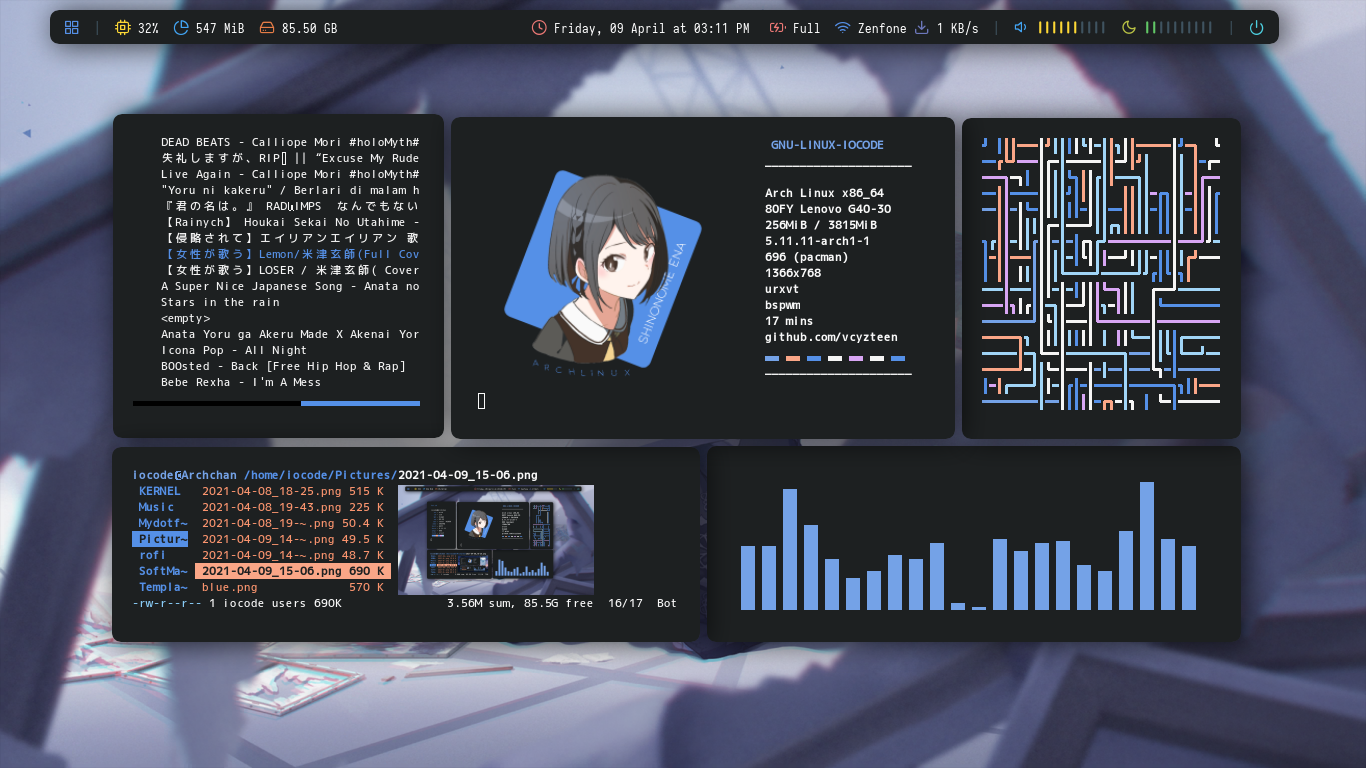 32% 547 MiB 85.50 GB Friday, 09 April at 03:11 PM Full Zenfone 1 KB/s
DEAD BEATS - Calliope Mori #holoMyth#
失礼しますが、RIP || “Excuse My Rude
Live Again - Calliope Mori #holoMyth#
"Yoru ni kakeru" / Berlari di malam h
『君の名は。』 RADWIMPS なんでもない
【Rainych】 Houkai Sekai No Utahime -
【侵略されて】エイリアンエイリアン 歌
【女性が歌う】Lemon/米津玄師(Full Cov
【女性が歌う】LOSER / 米津玄師( Cover
A Super Nice Japanese Song - Anata no
Stars in the rain
<empty>
Anata Yoru ga Akeru Made X Akenai Yor
Icona Pop - All Night
BOOsted - Back [Free Hip Hop & Rap]
Bebe Rexha - I'm A Mess
SHINONOME ENA
ARCHLINUX
GNU-LINUX-IOCODE
Arch Linux x86_64
80FY Lenovo G40-30
256MiB / 3815MiB
5.11.11-arch1-1
696 (pacman)
1366x768
urxvt
bspwm
17 mins
github.com/vcyzteen
iocode@Archchan /home/iocode/Pictures/2021-04-09_15-06.png
KERNEL 2021-04-08_18-25.png 515 K
Music 2021-04-08_19-43.png 225 K
Mydotf~ 2021-04-08_19-~.png 50.4 K
Pictur~ 2021-04-09_14-~.png 49.5 K
rofi 2021-04-09_14-~.png 48.7 K
SoftMa~ 2021-04-09_15-06.png 690 K
Templa~ blue.png 570 K
-rw-r--r-- 1 iocode users 690K 3.56M sum, 85.5G free 16/17 Bot